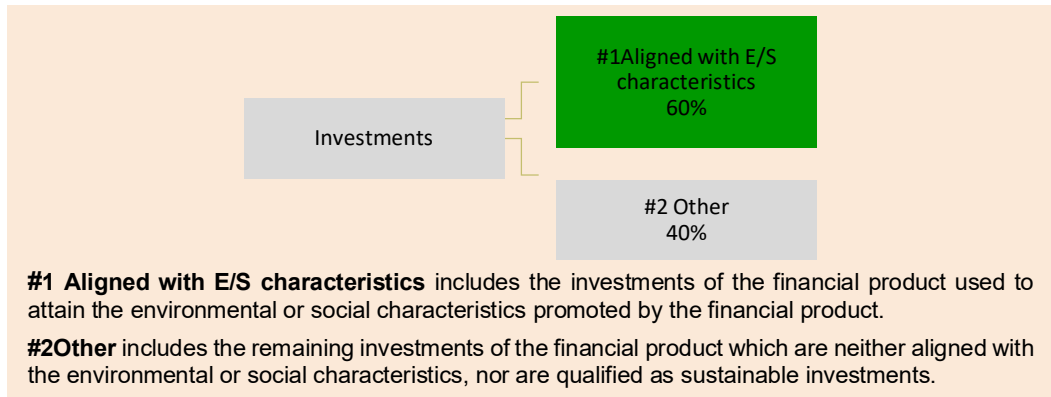 #1Aligned with E/S
characteristics
60%
Investments
#2 Other
40%
#1 Aligned with E/S characteristics includes the investments of the financial product used to
attain the environmental or social characteristics promoted by the financial product.
#2Other includes the remaining investments of the financial product which are neither aligned with
the environmental or social characteristics, nor are qualified as sustainable investments.